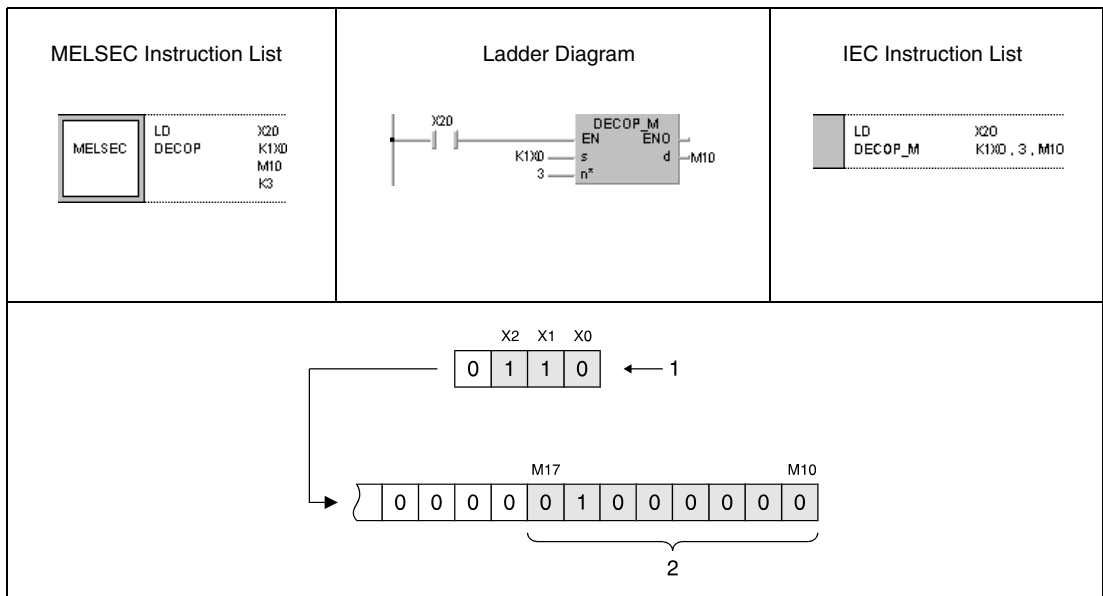 MELSEC Instruction List
Ladder Diagram
IEC Instruction List
MELSEC
LD X20
DECOP K1X0
M10
K3
X20
DECOP_M
EN ENO
K1X0 s d M10
3 n*
LD X20
DECOP_M K1X0 , 3 , M10
X2 X1 X0
0 1 1 0 1
M17 M10
0 0 0 0 0 1 0 0 0 0 0 0
2